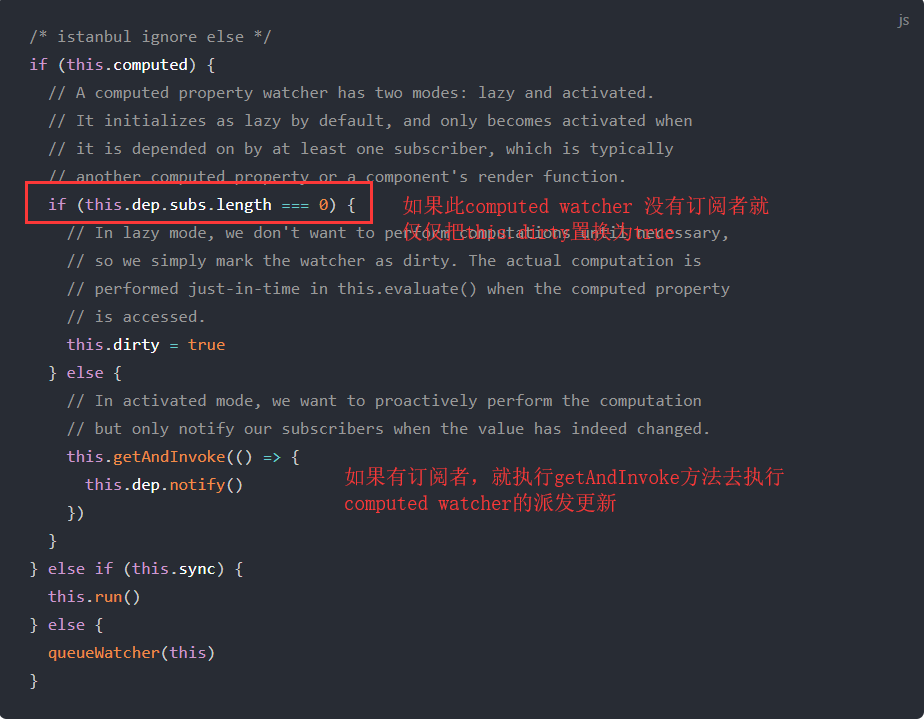 js
/* istanbul ignore else */
if (this.computed) {
// A computed property watcher has two modes: lazy and activated.
// It initializes as lazy by default, and only becomes activated when
// it is depended on by at least one subscriber, which is typically
// another computed property or a component's render function.
if (this.dep.subs.length === 0) {
如果此computed watcher 没有订阅者就
仅仅把this.dirty置换为true
// In lazy mode, we don't want to perform computations until necessary,
// so we simply mark the watcher as dirty. The actual computation is
// performed just-in-time in this.evaluate() when the computed property
// is accessed.
this.dirty = true
} else {
// In activated mode, we want to proactively perform the computation
// but only notify our subscribers when the value has indeed changed.
this.getAndInvoke(() => {
如果有订阅者，就执行getAndInvoke方法去执行
this.dep.notify()
computed watcher的派发更新
})
}
} else if (this.sync) {
this.run()
} else {
queueWatcher(this)
}